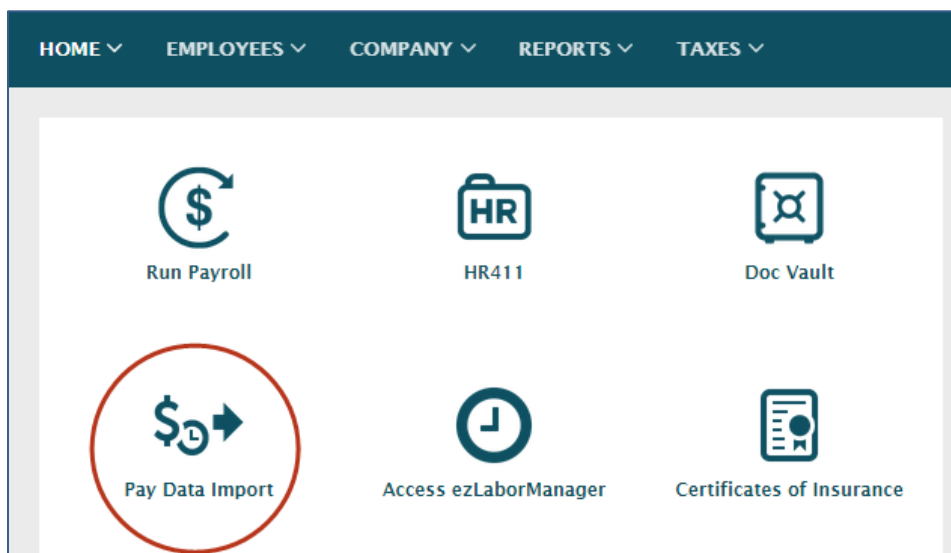 HOME EMPLOYEES COMPANY REPORTS TAXES
$ HR
Run Payroll HR411 Doc Vault
$
Pay Data Import Access ezLaborManager Certificates of Insurance